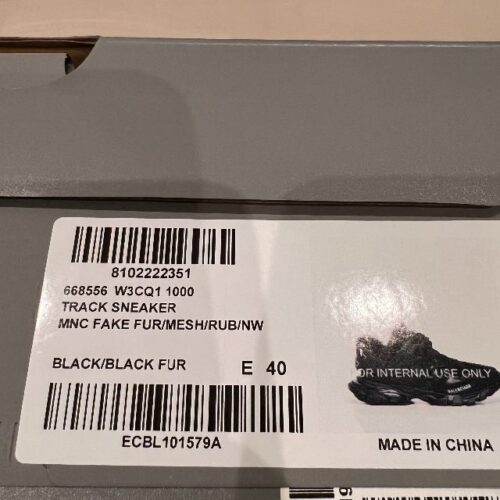 8102222351
668556 W3CQ1 1000
TRACK SNEAKER
MNC FAKE FUR/MESH/RUB/NW
BLACK/BLACK FUR E 40
OR INTERNAL USE ONLY
BALENCIAGA
ECBL101579A
MADE IN CHINA